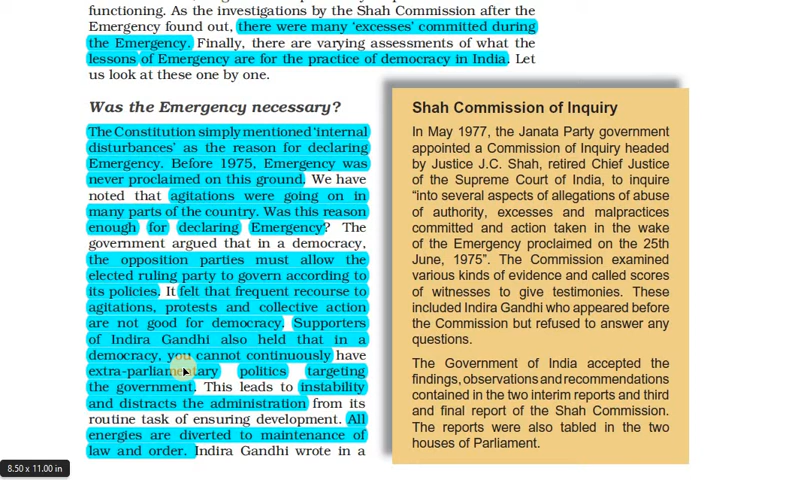 functioning. As the investigations by the Shah Commission after the
Emergency found out, there were many ‘excesses’ committed during
the Emergency. Finally, there are varying assessments of what the
lessons of Emergency are for the practice of democracy in India. Let
us look at these one by one.
Was the Emergency necessary?
The Constitution simply mentioned ‘internal
disturbances’ as the reason for declaring
Emergency. Before 1975, Emergency was
never proclaimed on this ground. We have
noted that agitations were going on in
many parts of the country. Was this reason
enough for declaring Emergency? The
government argued that in a democracy,
the opposition parties must allow the
elected ruling party to govern according to
its policies. It felt that frequent recourse to
agitations, protests and collective action
are not good for democracy. Supporters
of Indira Gandhi also held that in a
democracy, you cannot continuously have
extra-parliamentary politics targeting
the government. This leads to instability
and distracts the administration from its
routine task of ensuring development. All
energies are diverted to maintenance of
law and order. Indira Gandhi wrote in a
Shah Commission of Inquiry
In May 1977, the Janata Party government
appointed a Commission of Inquiry headed
by Justice J.C. Shah, retired Chief Justice
of the Supreme Court of India, to inquire
“into several aspects of allegations of abuse
of authority, excesses and malpractices
committed and action taken in the wake
of the Emergency proclaimed on the 25th
June, 1975”. The Commission examined
various kinds of evidence and called scores
of witnesses to give testimonies. These
included Indira Gandhi who appeared before
the Commission but refused to answer any
questions.
The Government of India accepted the
findings, observations and recommendations
contained in the two interim reports and third
and final report of the Shah Commission.
The reports were also tabled in the two
houses of Parliament.
8.50 x 11.00 in